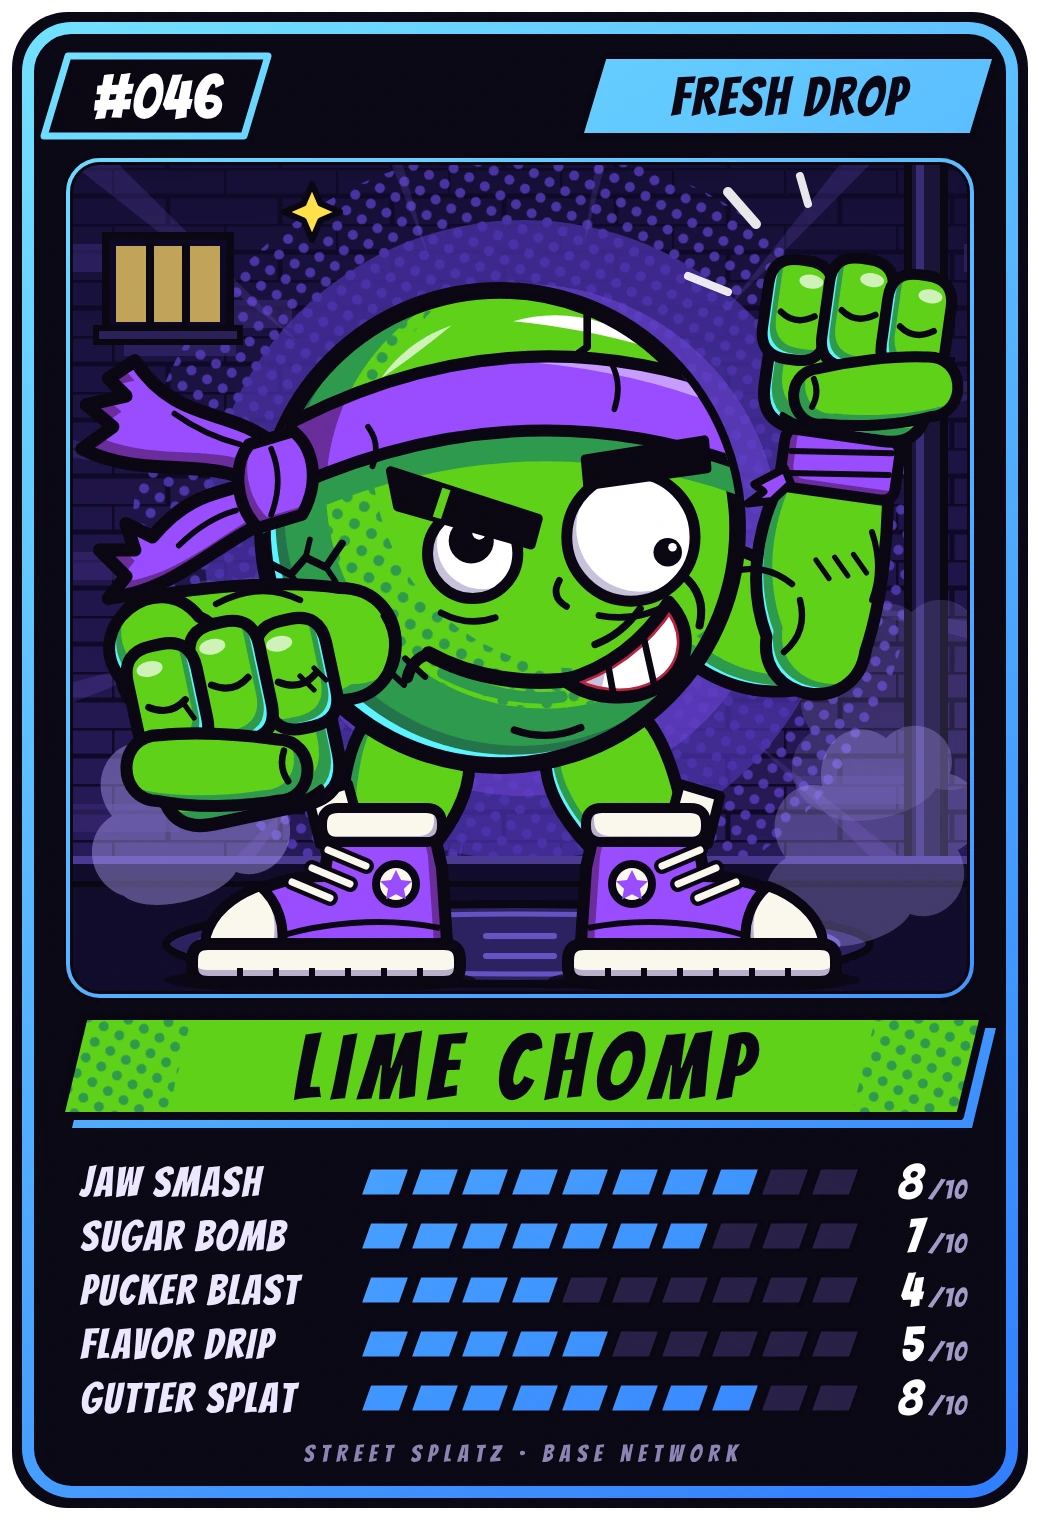 #046
FRESH DROP
LIME CHOMP
JAW SMASH 8/10
SUGAR BOMB 7/10
PUCKER BLAST 4/10
FLAVOR DRIP 5/10
GUTTER SPLAT 8/10
STREET SPLATZ · BASE NETWORK